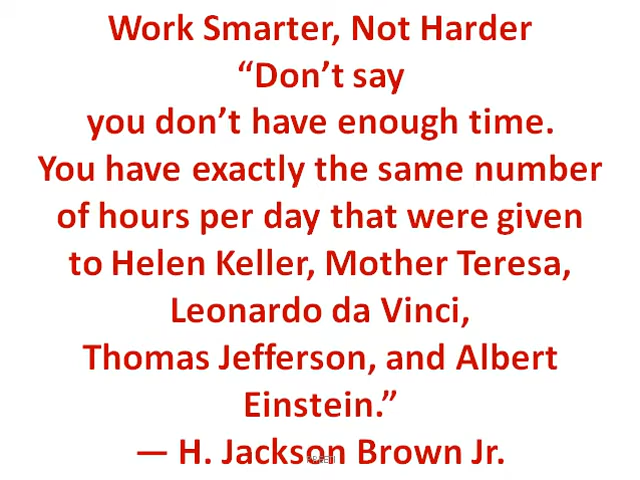 Work Smarter, Not Harder
“Don’t say
you don’t have enough time.
You have exactly the same number
of hours per day that were given
to Helen Keller, Mother Teresa,
Leonardo da Vinci,
Thomas Jefferson, and Albert
Einstein.”
— H. Jackson Brown Jr.